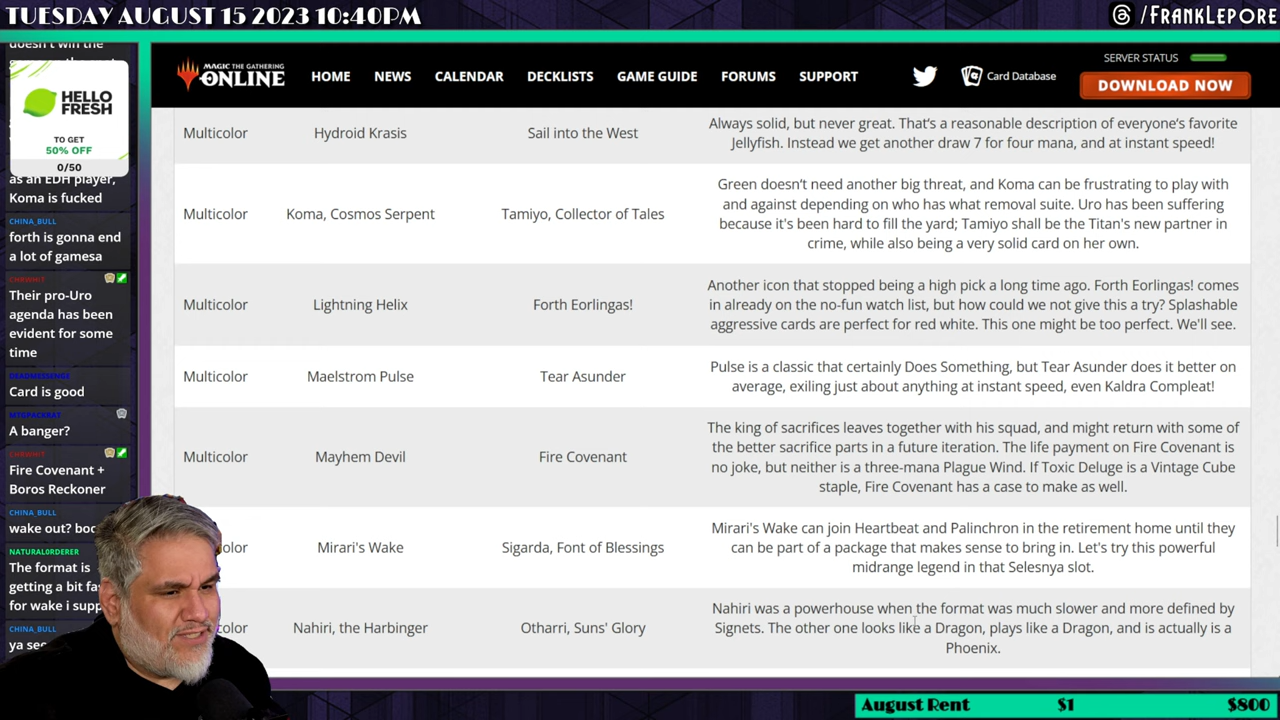 TUESDAY AUGUST 15 2023 10:40PM
/FRANKLEPORE
doesn't win the
HELLO
FRESH
TO GET
50% OFF
0/50
as an EDH player,
Koma is fucked
CHINA_BULL
forth is gonna end
a lot of gamesa
Their pro-Uro
agenda has been
evident for some
time
DEADMESSENGE
Card is good
MTGPACKRAT
A banger?
Fire Covenant +
Boros Reckoner
CHINA_BULL
wake out?
NATURAL0RDERER
The format is
getting a bit
for wake i
CHINA_BULL
ya
MAGIC THE GATHERING
ONLINE
HOME
NEWS
CALENDAR
DECKLISTS
GAME GUIDE
FORUMS
SUPPORT
Card Database
SERVER STATUS
DOWNLOAD NOW
Multicolor
Hydroid Krasis
Sail into the West
Always solid, but never great. That's a reasonable description of everyone's favorite
Jellyfish. Instead we get another draw 7 for four mana, and at instant speed!
Multicolor
Koma, Cosmos Serpent
Tamiyo, Collector of Tales
Green doesn't need another big threat, and Koma can be frustrating to play with
and against depending on who has what removal suite. Uro has been suffering
because it's been hard to fill the yard; Tamiyo shall be the Titan's new partner in
crime, while also being a very solid card on her own.
Multicolor
Lightning Helix
Forth Eorlingas!
Another icon that stopped being a high pick a long time ago. Forth Eorlingas! comes
in already on the no-fun watch list, but how could we not give this a try? Splashable
aggressive cards are perfect for red white. This one might be too perfect. We'll see.
Multicolor
Maelstrom Pulse
Tear Asunder
Pulse is a classic that certainly Does Something, but Tear Asunder does it better on
average, exiling just about anything at instant speed, even Kaldra Compleat!
Multicolor
Mayhem Devil
Fire Covenant
The king of sacrifices leaves together with his squad, and might return with some of
the better sacrifice parts in a future iteration. The life payment on Fire Covenant is
no joke, but neither is a three-mana Plague Wind. If Toxic Deluge is a Vintage Cube
staple, Fire Covenant has a case to make as well.
color
Mirari's Wake
Sigarda, Font of Blessings
Mirari's Wake can join Heartbeat and Palinchron in the retirement home until they
can be part of a package that makes sense to bring in. Let's try this powerful
midrange legend in that Selesnya slot.
color
Nahiri, the Harbinger
Otharri, Suns' Glory
Nahiri was a powerhouse when the format was much slower and more defined by
Signets. The other one looks like a Dragon, plays like a Dragon, and is actually is a
Phoenix.
August Rent
$1
$800